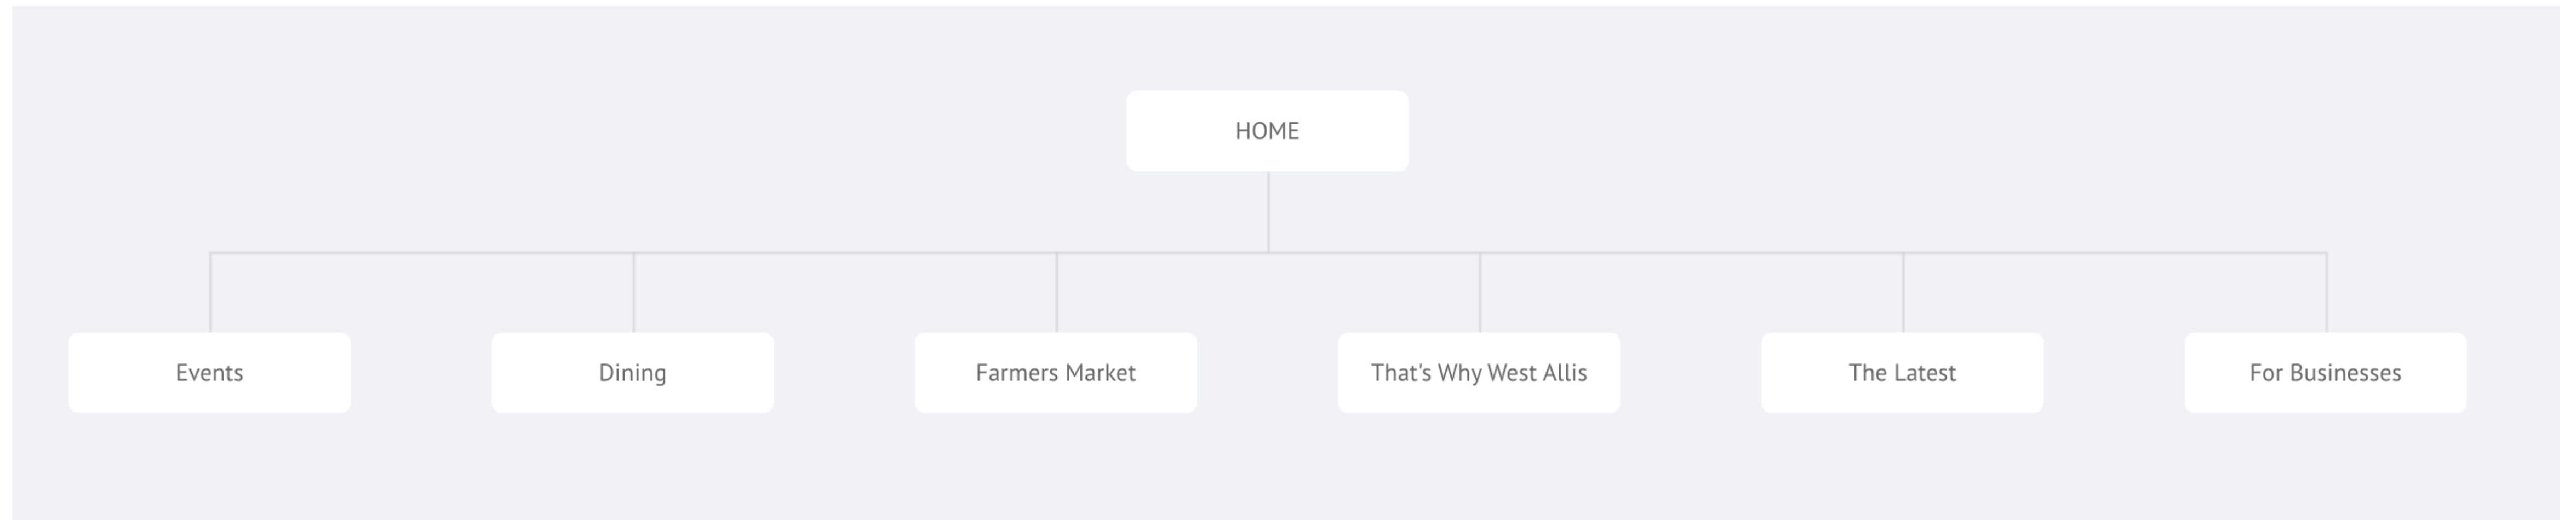 HOME
Events
Dining
Farmers Market
That's Why West Allis
The Latest
For Businesses